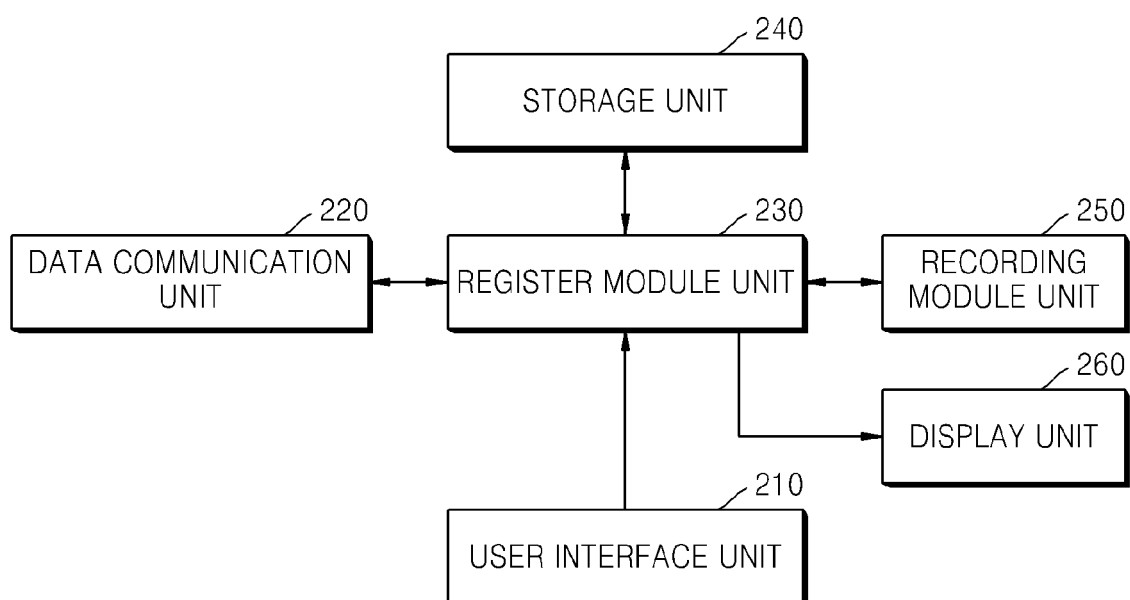 240
STORAGE UNIT
220
DATA COMMUNICATION
UNIT
230
REGISTER MODULE UNIT
250
RECORDING
MODULE UNIT
260
DISPLAY UNIT
210
USER INTERFACE UNIT